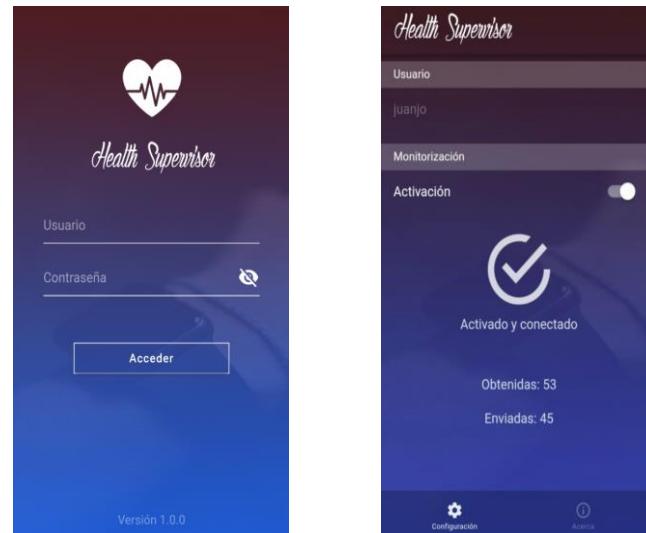 Health Supervisor
Usuario
Contraseña
Acceder
Versión 1.0.0
Health Supervisor
Usuario
juanjo
Monitorización
Activación
Activado y conectado
Obtenidas: 53
Enviadas: 45
Configuración
Acerca